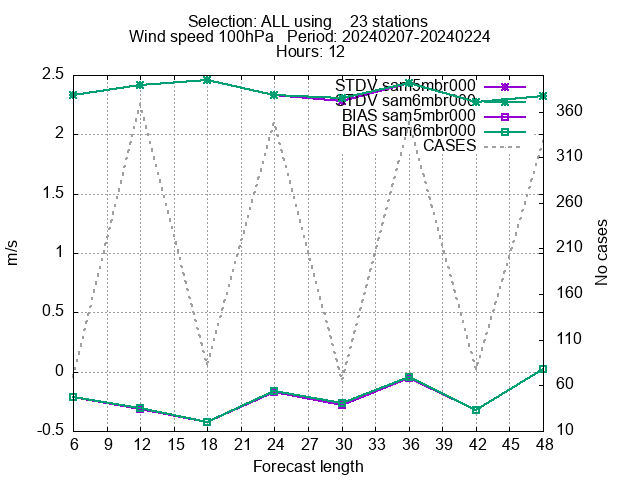 Selection: ALL using 23 stations
Wind speed 100hPa Period: 20240207-20240224
Hours: 12
STDV sam5mbr000
STDV sam6mbr000
BIAS sam5mbr000
BIAS sam6mbr000
CASES
2.5
2
1.5
1
0.5
0
-0.5
m/s
360
310
260
210
160
110
60
10
No cases
6 9 12 15 18 21 24 27 30 33 36 39 42 45 48
Forecast length